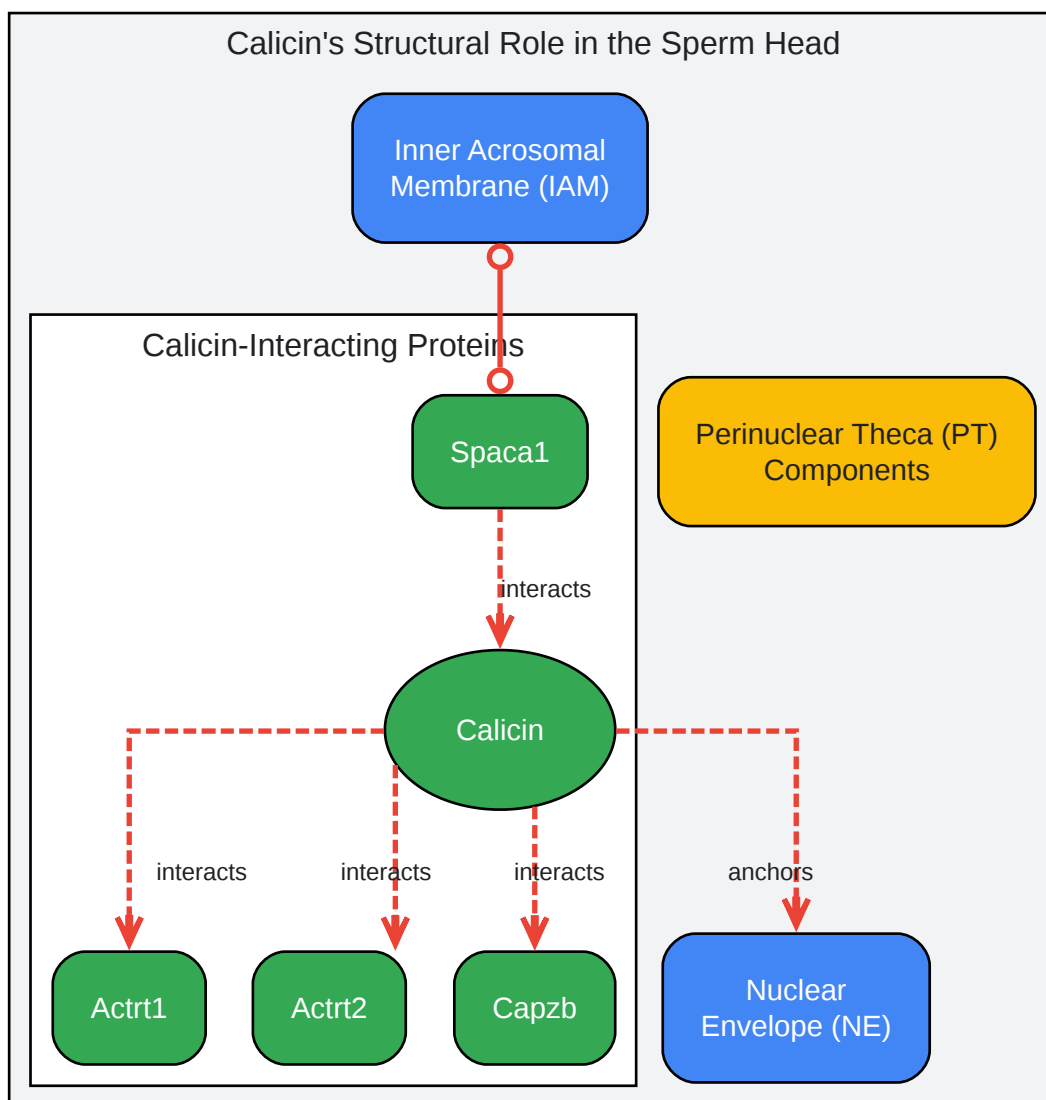 Calicin's Structural Role in the Sperm Head
Inner Acrosomal
Membrane (IAM)
Calicin-Interacting Proteins
Spaca1
Perinuclear Theca (PT)
Components
interacts
Calicin
interacts
interacts
interacts
anchors
Actrt1
Actrt2
Capzb
Nuclear
Envelope (NE)